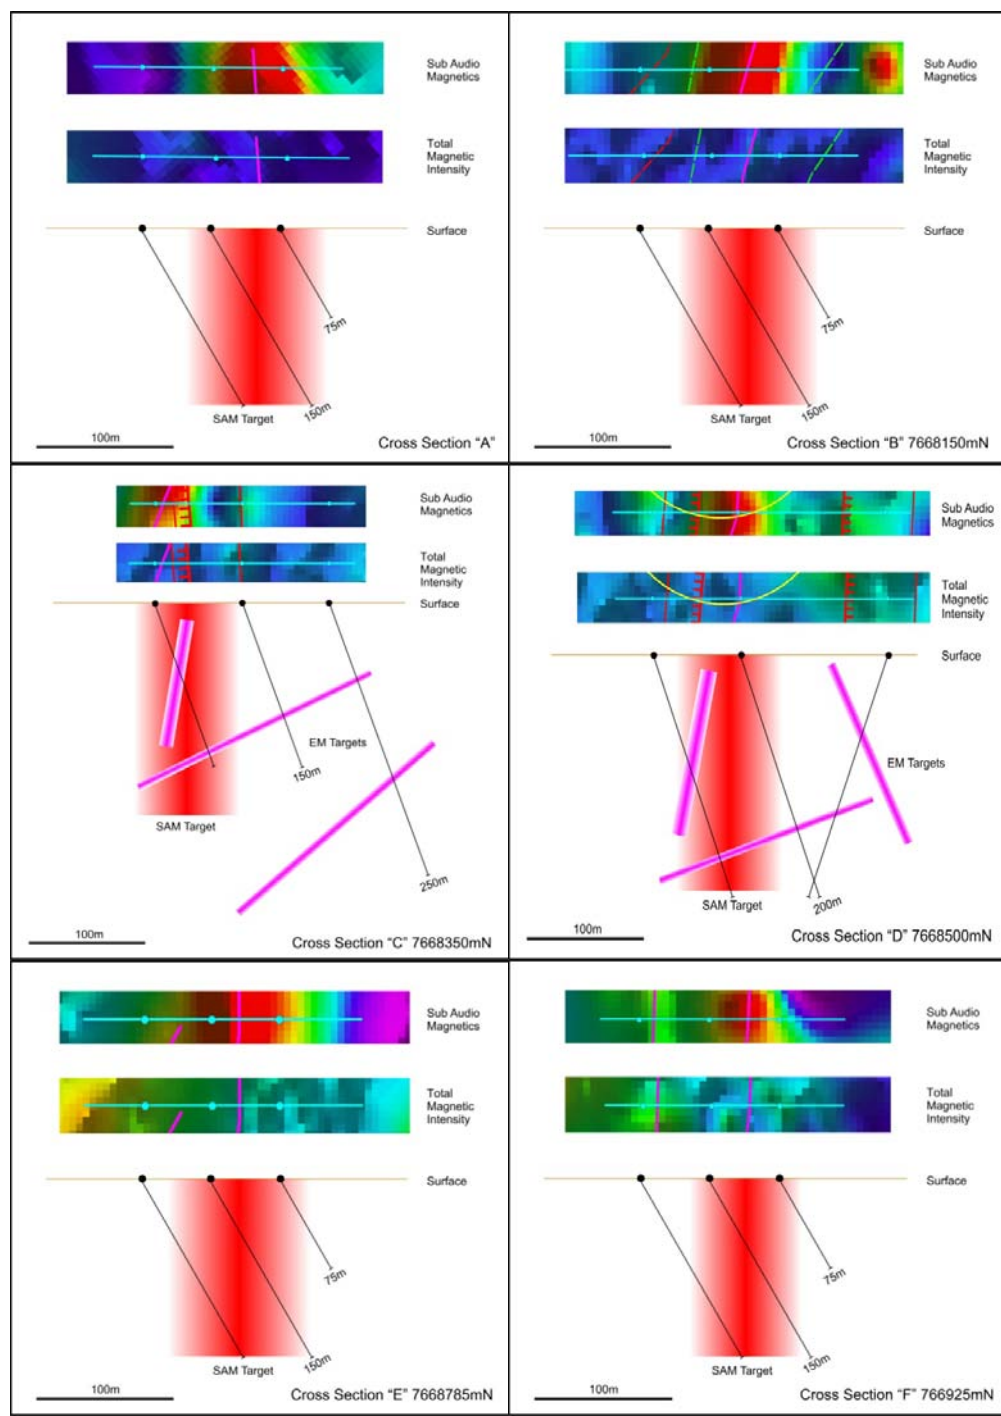 Sub Audio
Magnetics
Total
Magnetic
Intensity
Surface
75m
SAM Target
150m
100m
Cross Section "A"
Sub Audio
Magnetics
Total
Magnetic
Intensity
Surface
75m
SAM Target
150m
100m
Cross Section "B" 7668150mN
Sub Audio
Magnetics
Total
Magnetic
Intensity
Surface
EM Targets
150m
SAM Target
250m
100m
Cross Section "C" 7668350mN
Sub Audio
Magnetics
Total
Magnetic
Intensity
Surface
EM Targets
SAM Target
200m
100m
Cross Section "D" 7668500mN
Sub Audio
Magnetics
Total
Magnetic
Intensity
Surface
75m
SAM Target
150m
100m
Cross Section "E" 7668785mN
Sub Audio
Magnetics
Total
Magnetic
Intensity
Surface
75m
SAM Target
150m
100m
Cross Section "F" 766925mN